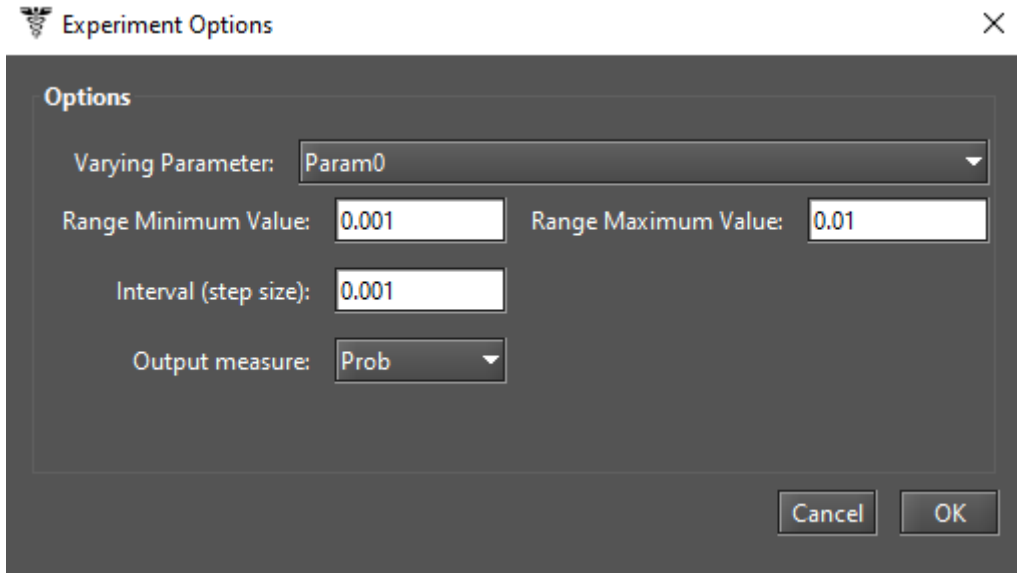 Experiment Options
Options
Varying Parameter: Param0
Range Minimum Value: 0.001 Range Maximum Value: 0.01
Interval (step size): 0.001
Output measure: Prob
Cancel OK